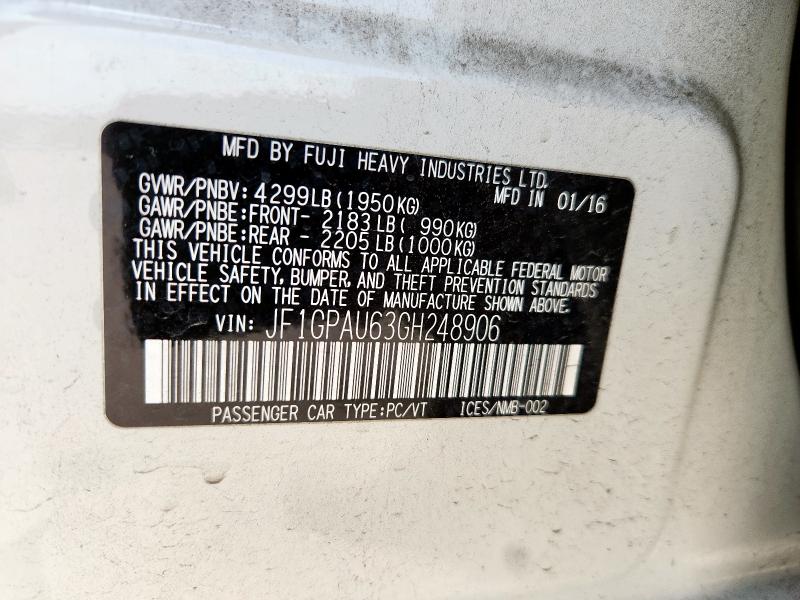 MFD BY FUJI HEAVY INDUSTRIES LTD.
GVWR/PNBV: 4299LB (1950KG) MFD IN 01/16
GAWR/PNBE:FRONT- 2183 LB ( 990KG)
GAWR/PNBE:REAR - 2205 LB (1000KG)
THIS VEHICLE CONFORMS TO ALL APPLICABLE FEDERAL MOTOR
VEHICLE SAFETY, BUMPER, AND THEFT PREVENTION STANDARDS
IN EFFECT ON THE DATE OF MANUFACTURE SHOWN ABOVE.
VIN: JF1GPAU63GH248906
PASSENGER CAR TYPE:PC/VT ICES/NMB-002